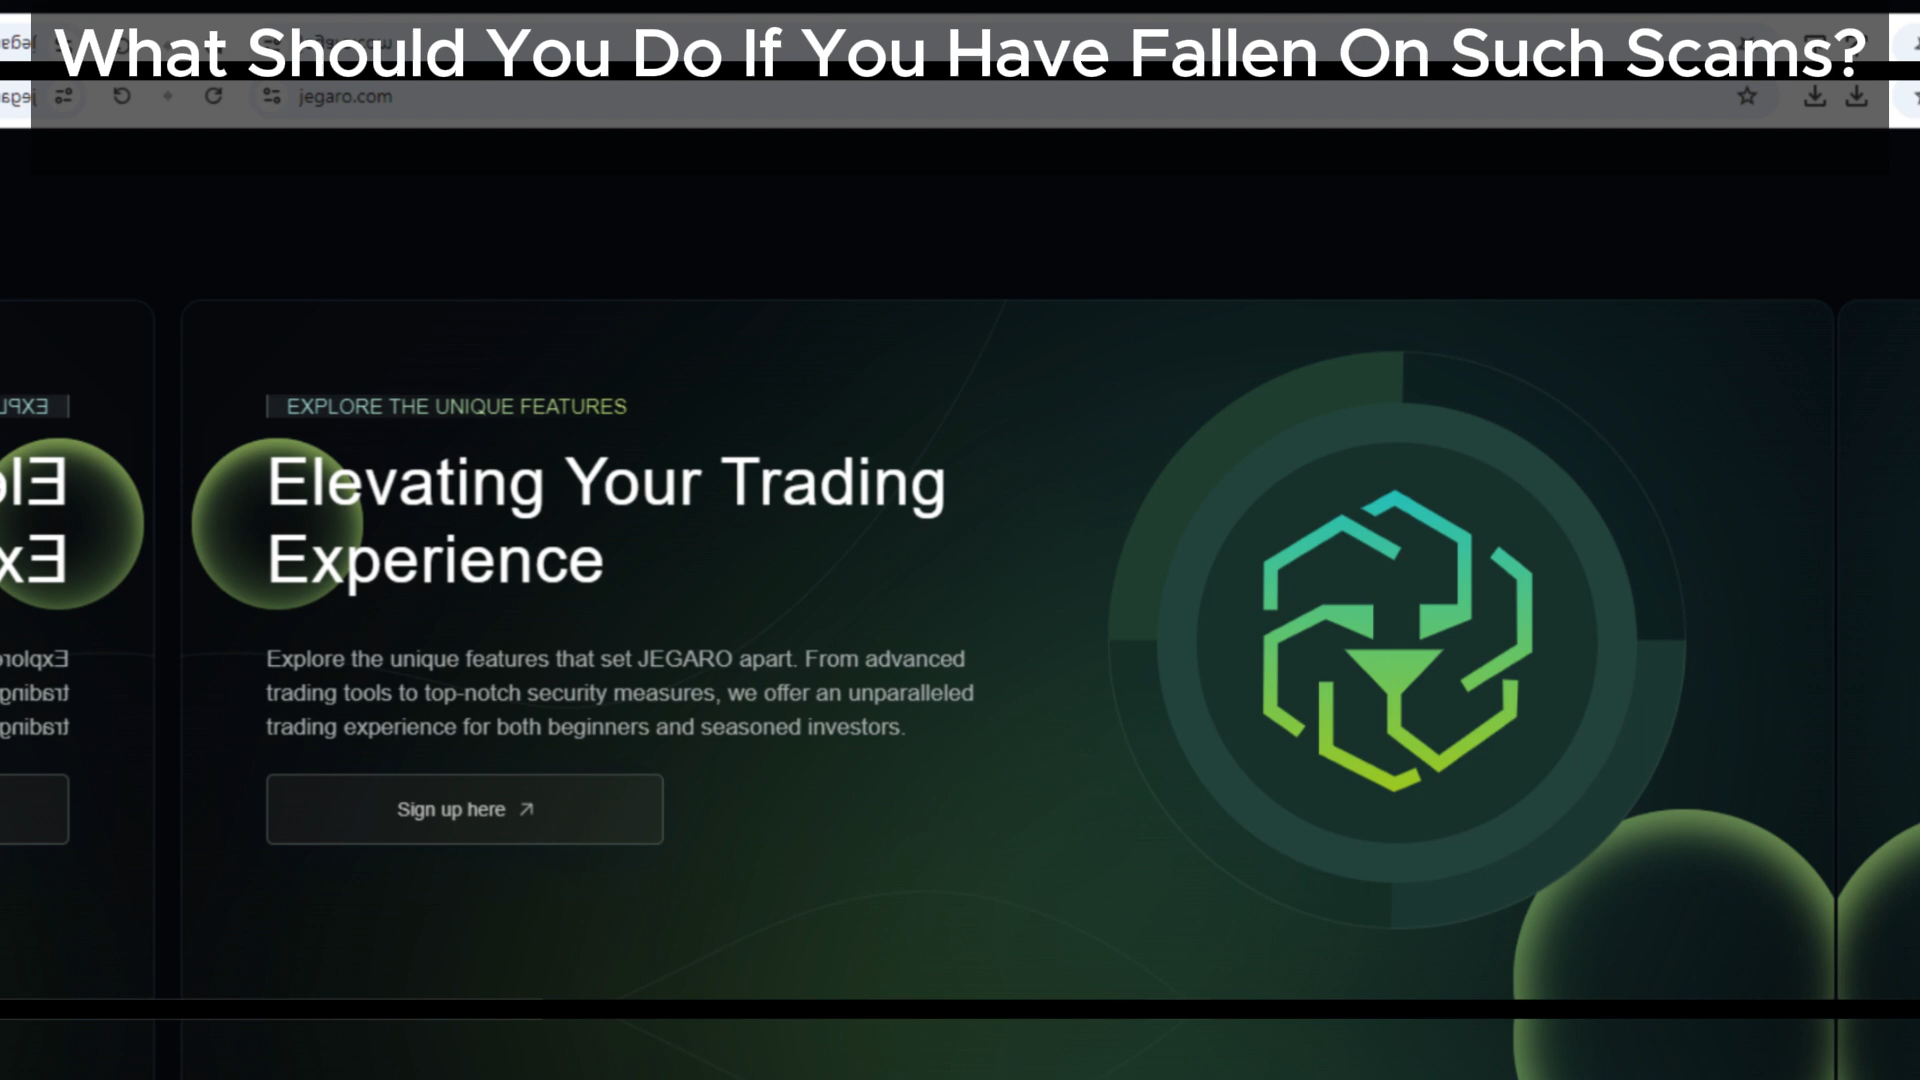 What Should You Do If You Have Fallen On Such Scams?
jegaro.com
EXPLORE THE UNIQUE FEATURES
Elevating Your Trading
Experience
Explore the unique features that set JEGARO apart. From advanced
trading tools to top-notch security measures, we offer an unparalleled
trading experience for both beginners and seasoned investors.
Sign up here